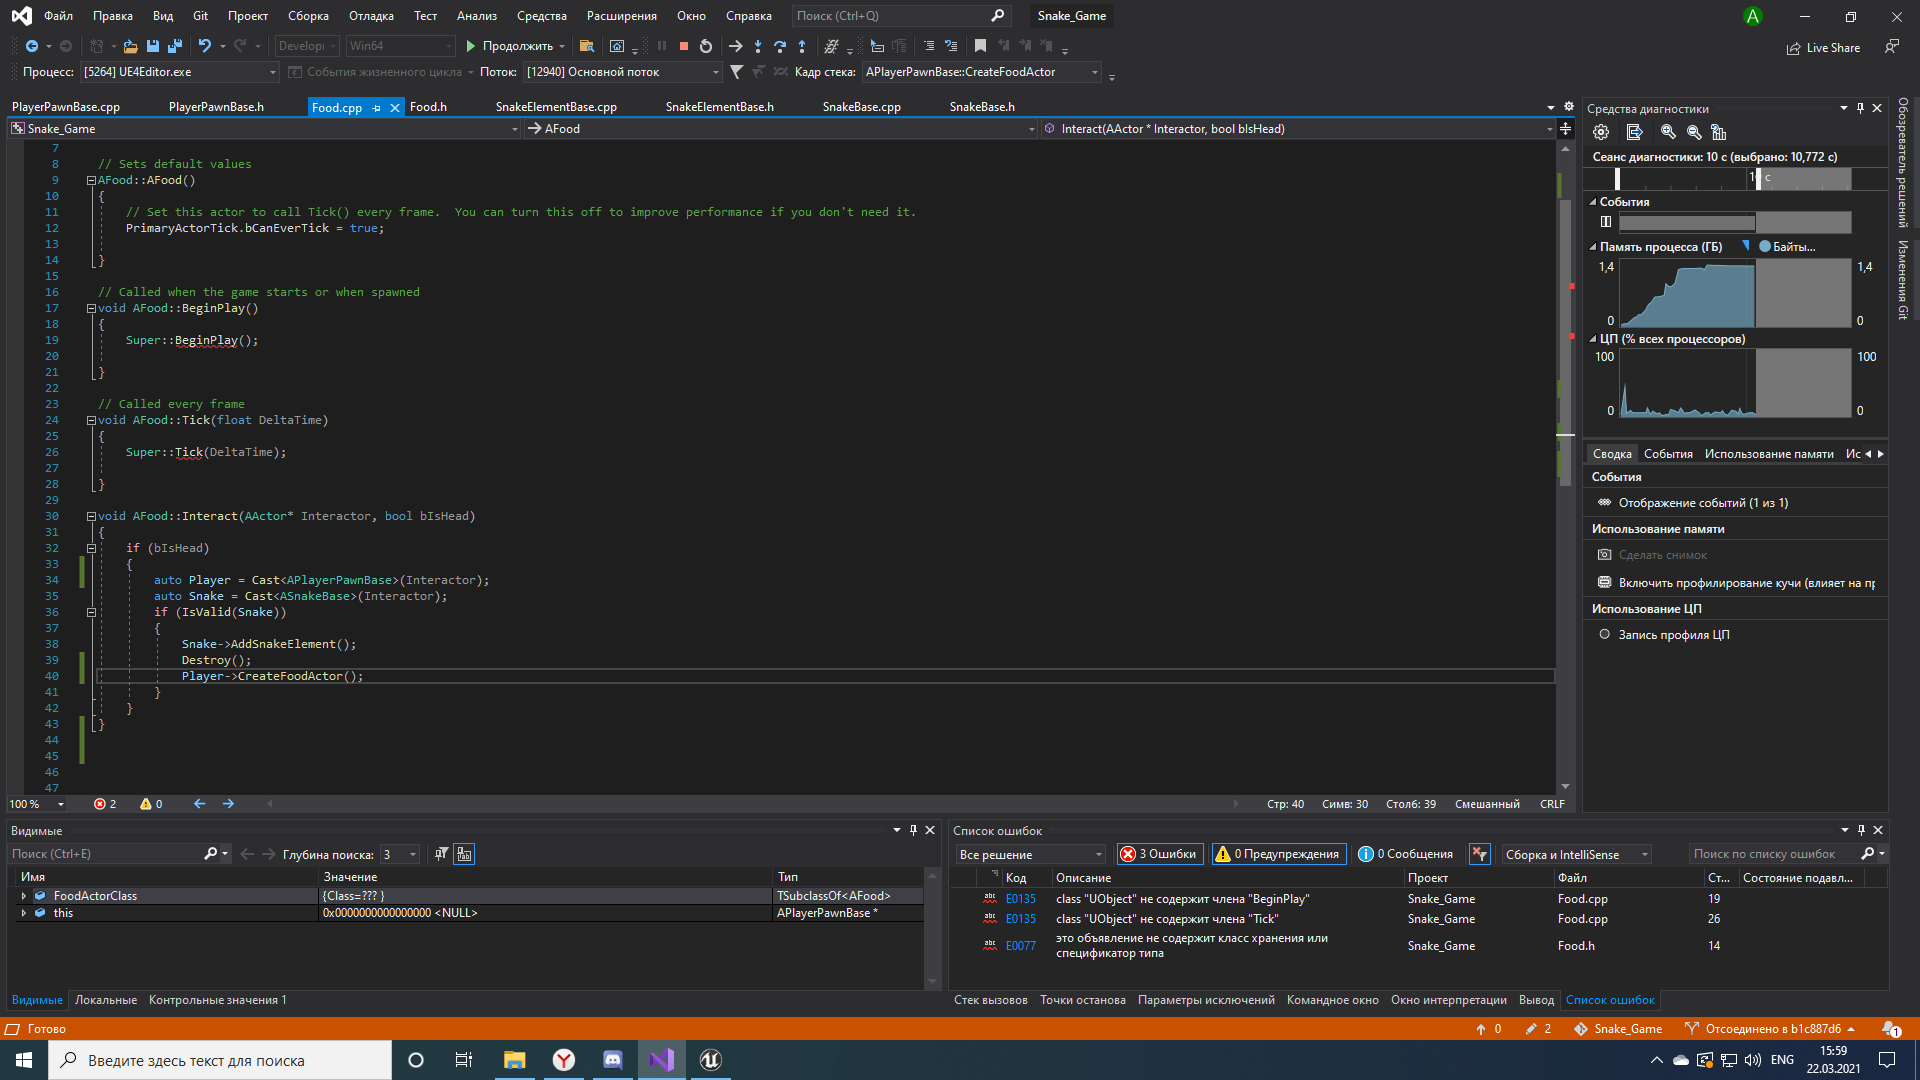 Файл Правка Вид Git Проект Сборка Отладка Тест Анализ Средства Расширения Окно Справка Поиск (Ctrl+Q) Snake_Game A
Develop Win64 Продолжить Live Share
Процесс: [5264] UE4Editor.exe События жизненного цикла Поток: [12940] Основной поток Кадр стека: APlayerPawnBase::CreateFoodActor
PlayerPawnBase.cpp PlayerPawnBase.h Food.cpp Food.h SnakeElementBase.cpp SnakeElementBase.h SnakeBase.cpp SnakeBase.h
Snake_Game AFood Interact(AActor * Interactor, bool bIsHead)
7
8 // Sets default values
9 AFood::AFood()
10 {
11 // Set this actor to call Tick() every frame.  You can turn this off to improve performance if you don't need it.
12 PrimaryActorTick.bCanEverTick = true;
13
14 }
15
16 // Called when the game starts or when spawned
17 void AFood::BeginPlay()
18 {
19 Super::BeginPlay();
20
21 }
22
23 // Called every frame
24 void AFood::Tick(float DeltaTime)
25 {
26 Super::Tick(DeltaTime);
27
28 }
29
30 void AFood::Interact(AActor* Interactor, bool bIsHead)
31 {
32 if (bIsHead)
33 {
34 auto Player = Cast<APlayerPawnBase>(Interactor);
35 auto Snake = Cast<ASnakeBase>(Interactor);
36 if (IsValid(Snake))
37 {
38 Snake->AddSnakeElement();
39 Destroy();
40 Player->CreateFoodActor();
41 }
42 }
43 }
44
45
46
47
100 % 2 0 Стр: 40 Симв: 30 Столб: 39 Смешанный CRLF
Средства диагностики
Сеанс диагностики: 10 с (выбрано: 10,772 с)
События
Память процесса (ГБ) Байты...
1,4 1,4
0 0
ЦП (% всех процессоров)
100 100
0 0
Сводка События Использование памяти Ис
События
Отображение событий (1 из 1)
Использование памяти
Сделать снимок
Включить профилирование кучи (влияет на пр
Использование ЦП
Запись профиля ЦП
Обозреватель решений
Изменения Git
Видимые
Поиск (Ctrl+E) Глубина поиска: 3
Имя Значение Тип
FoodActorClass {Class=??? } TSubclassOf<AFood>
this 0x0000000000000000 <NULL> APlayerPawnBase *
Видимые Локальные Контрольные значения 1
Список ошибок
Все решение 3 Ошибки 0 Предупреждения 0 Сообщения Сборка и IntelliSense Поиск по списку ошибок
Код Описание Проект Файл Ст... Состояние подавл...
abc E0135 class "UObject" не содержит члена "BeginPlay" Snake_Game Food.cpp 19
abc E0135 class "UObject" не содержит члена "Tick" Snake_Game Food.cpp 26
abc E0077 это объявление не содержит класс хранения или Snake_Game Food.h 14
спецификатор типа
Стек вызовов Точки останова Параметры исключений Командное окно Окно интерпретации Вывод Список ошибок
Готово 0 2 Snake_Game Отсоединено в b1c887d6 1
Введите здесь текст для поиска ENG 15:59
22.03.2021